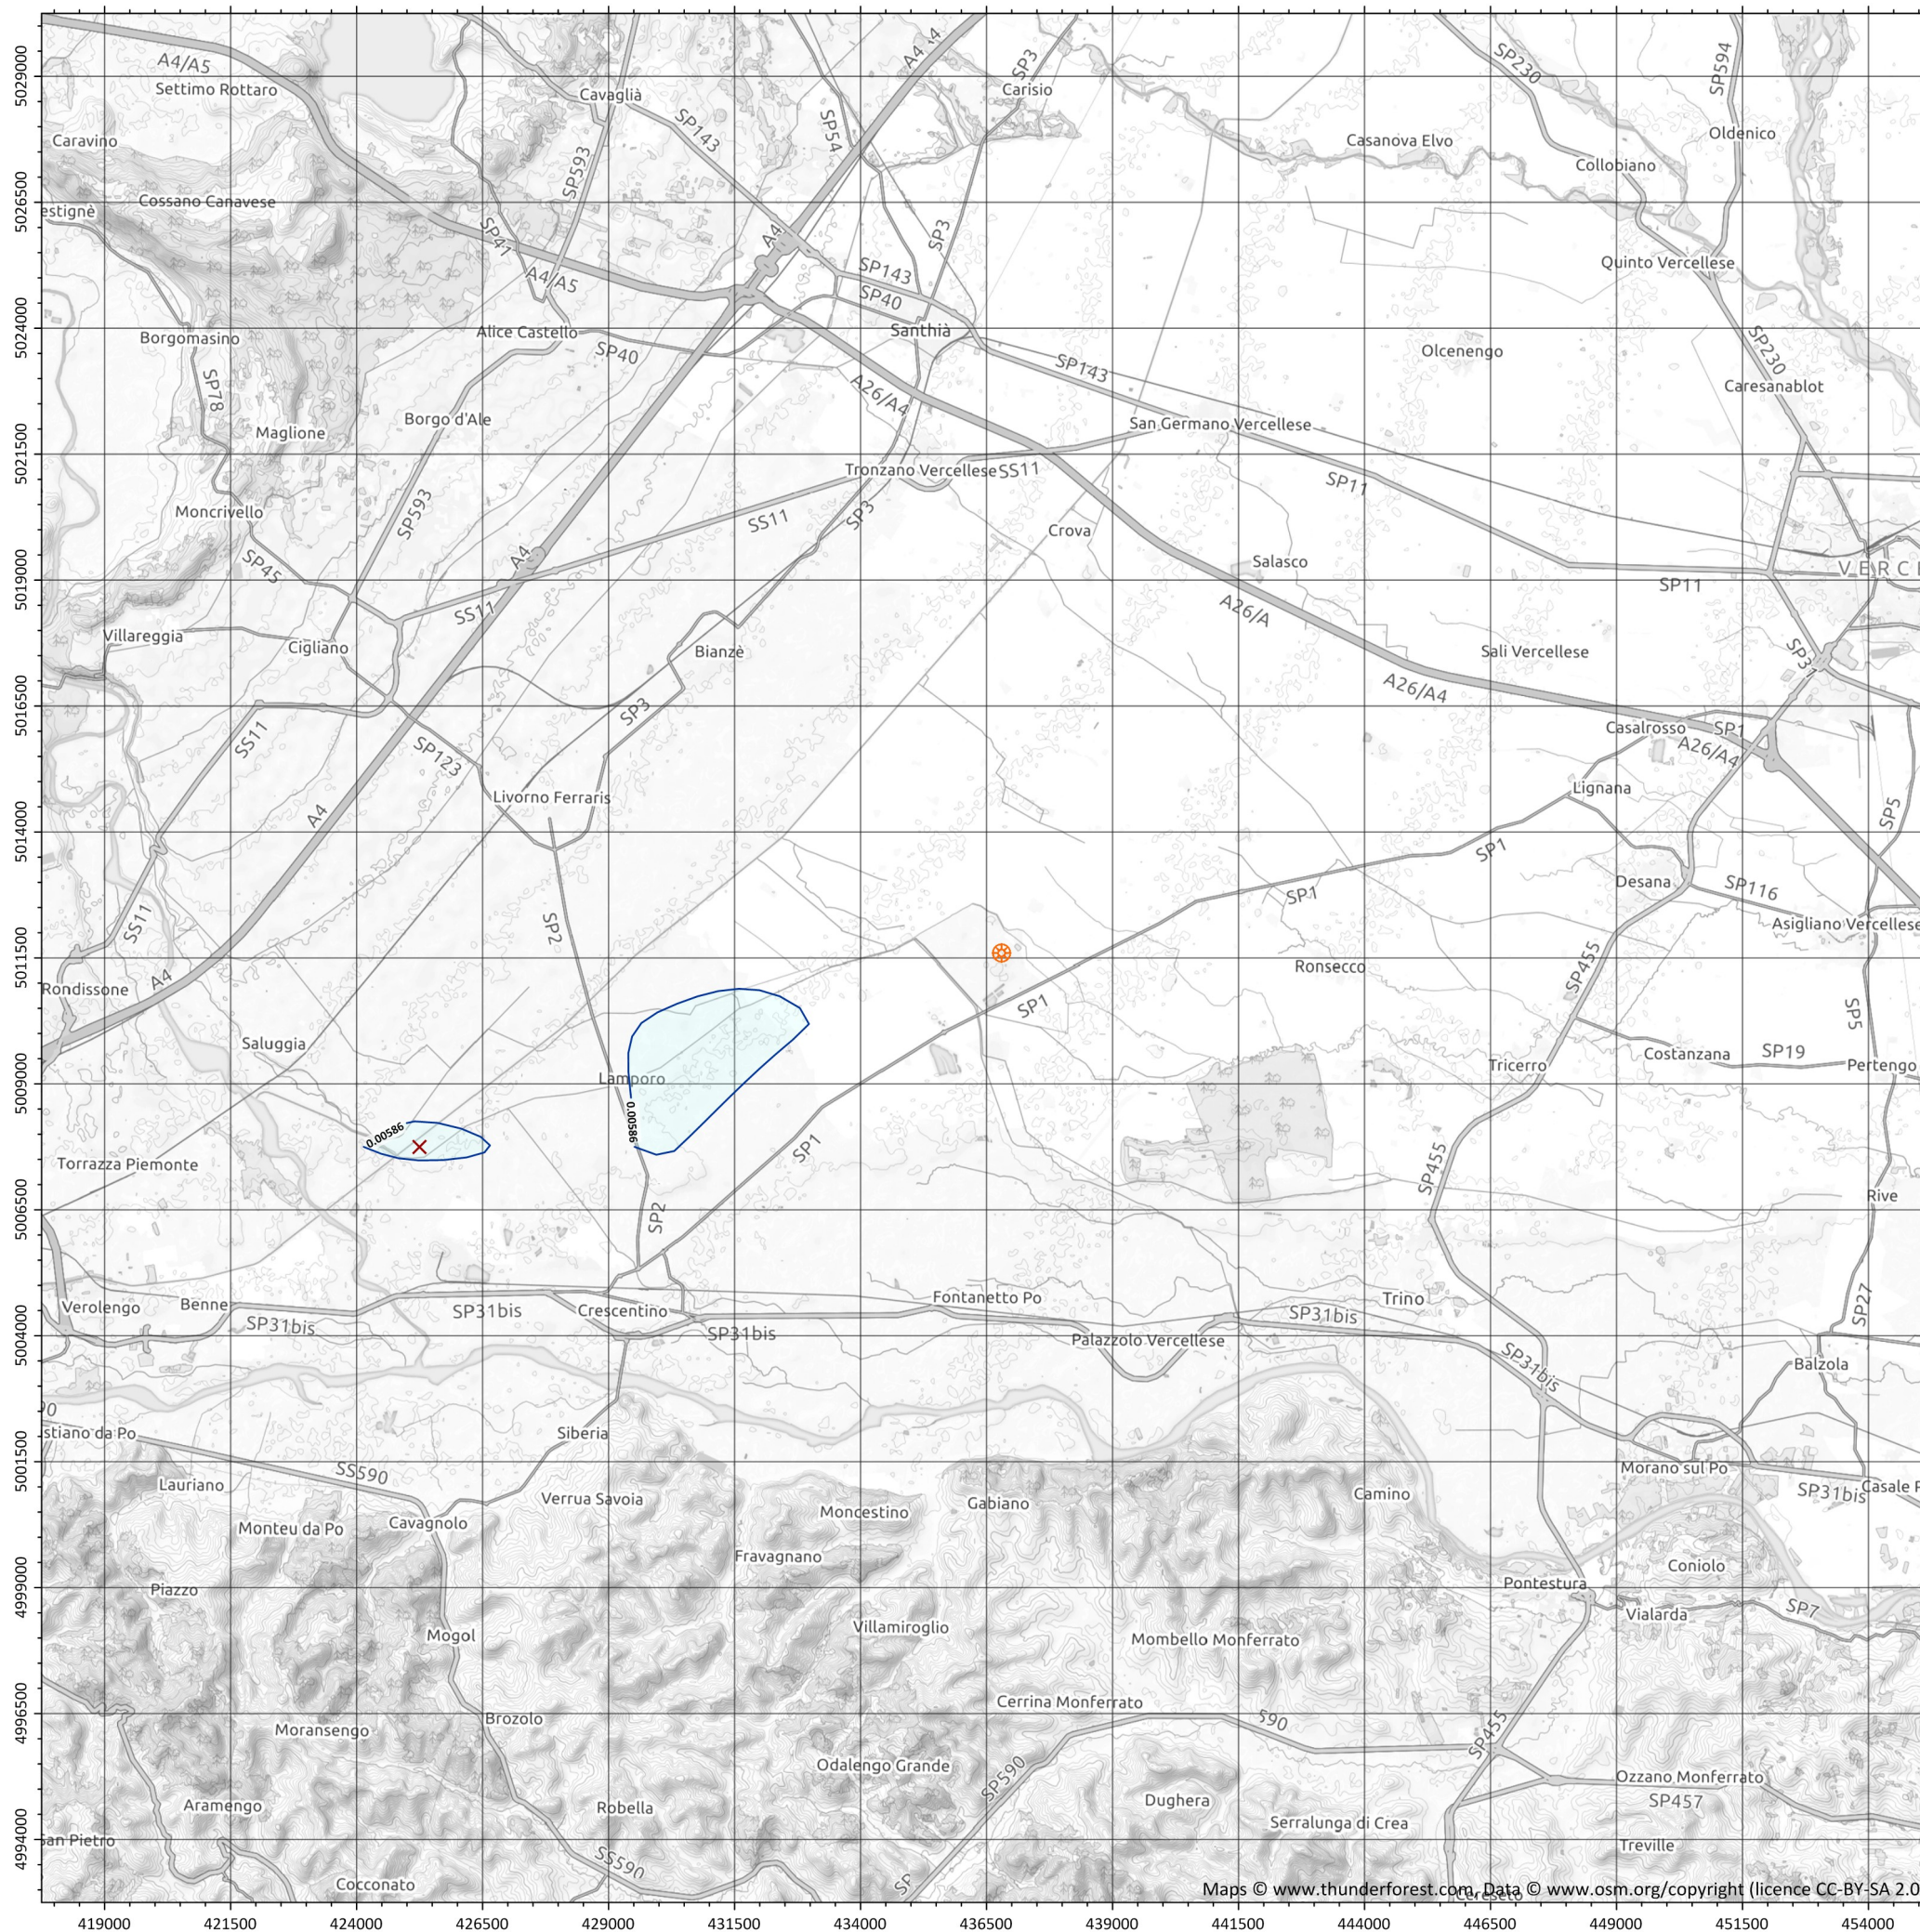 5029000
A4/A5
Settimo Rottaro
Cavaglià
SP143
SP54
A4
A4
SP3
Carisio
SP230
SP594
Caravino
SP593
Casanova Elvo
Collobiano
Oldenico
5026500
Cossano Canavese
estignè
SP41
A4/A5
A4
SP3
SP143
SP40
Quinto Vercellese
5024000
Borgomasino
Alice Castello
SP40
Santhià
SP143
Olcenengo
SP230
Caresanablot
SP78
A26/A4
Maglione
Borgo d'Ale
San Germano Vercellese
5021500
Tronzano Vercellese
SS11
SP11
Moncrivello
SP593
SS11
SP3
Crova
SP45
A4
Salasco
5019000
SP11
VERCE
SS11
A26/A
Villareggia
Cigliano
Bianzè
Sali Vercellese
SP31
A26/A4
5016500
SS11
SP3
SP123
Casalrosso
SP1
A26/A4
Livorno Ferraris
Lignana
SP5
A4
5014000
SP1
Desana
SP116
SP1
SS11
SP2
Asigliano Vercellese
5011500
A4
Rondissone
Ronsecco
SP455
SP1
SP5
Saluggia
Costanzana
SP19
Lamporo
Tricerro
Pertengo
5009000
0.00586
0.00586
SP1
Torrazza Piemonte
SP455
Rive
5006500
SP2
Verolengo
Benne
SP31bis
SP31bis
Crescentino
SP31bis
Fontanetto Po
Palazzolo Vercellese
SP31bis
Trino
SP27
5004000
SP31bis
Balzola
stiano da Po
Siberia
5001500
SS590
Lauriano
Verrua Savoia
Moncestino
Gabiano
Camino
Morano sul Po
SP31bis
Casale P
Monteu da Po
Cavagnolo
Fravagnano
Coniolo
4999000
Piazzo
Pontestura
Vialarda
SP7
Mogol
Villamiroglio
Mombello Monferrato
4996500
Cerrina Monferrato
590
Brozolo
Moransengo
SP455
Odalengo Grande
SP590
Ozzano Monferrato
SP457
Aramengo
Robella
Dughera
Serralunga di Crea
4994000
San Pietro
Treville
SS590
SP
Cocconato
Cereseto
Maps © www.thunderforest.com, Data © www.osm.org/copyright (licence CC-BY-SA 2.0
419000 421500 424000 426500 429000 431500 434000 436500 439000 441500 444000 446500 449000 451500 454000